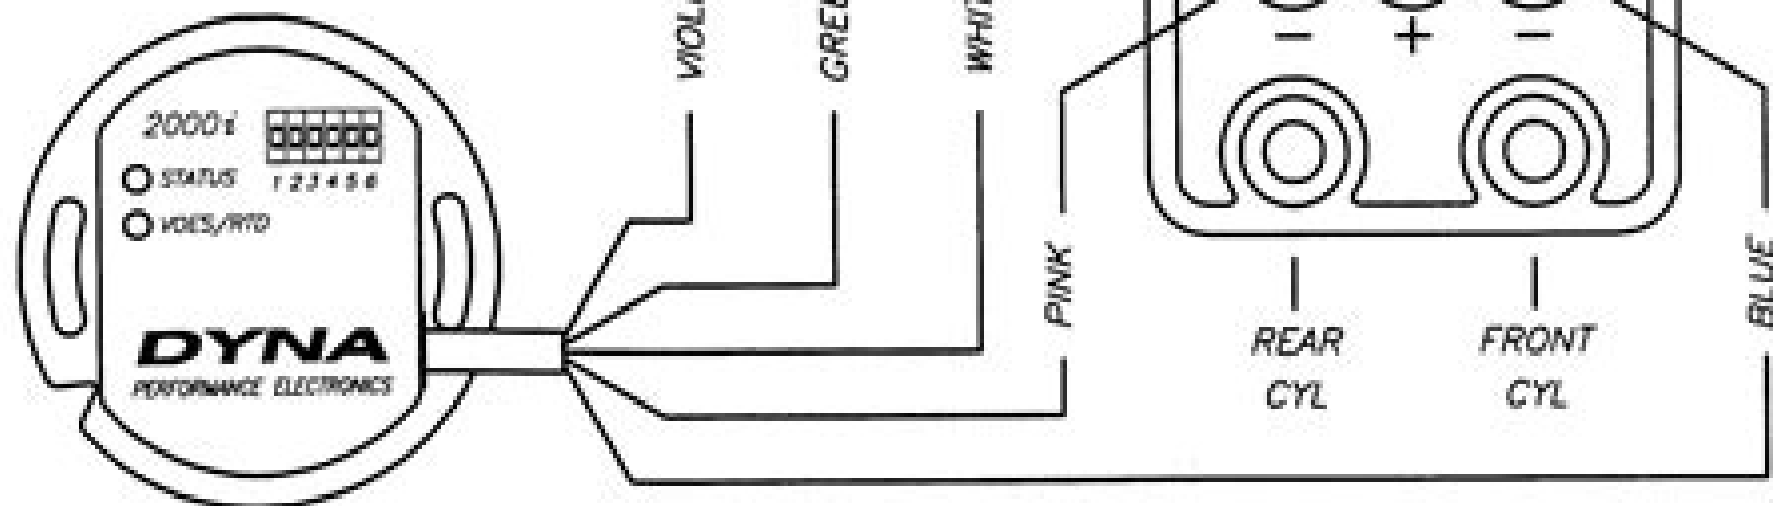 2000i
STATUS
1 2 3 4 5 6
VOES/RTD
DYNA
PERFORMANCE ELECTRONICS
PINK
- + -
REAR
CYL
FRONT
CYL
BLUE